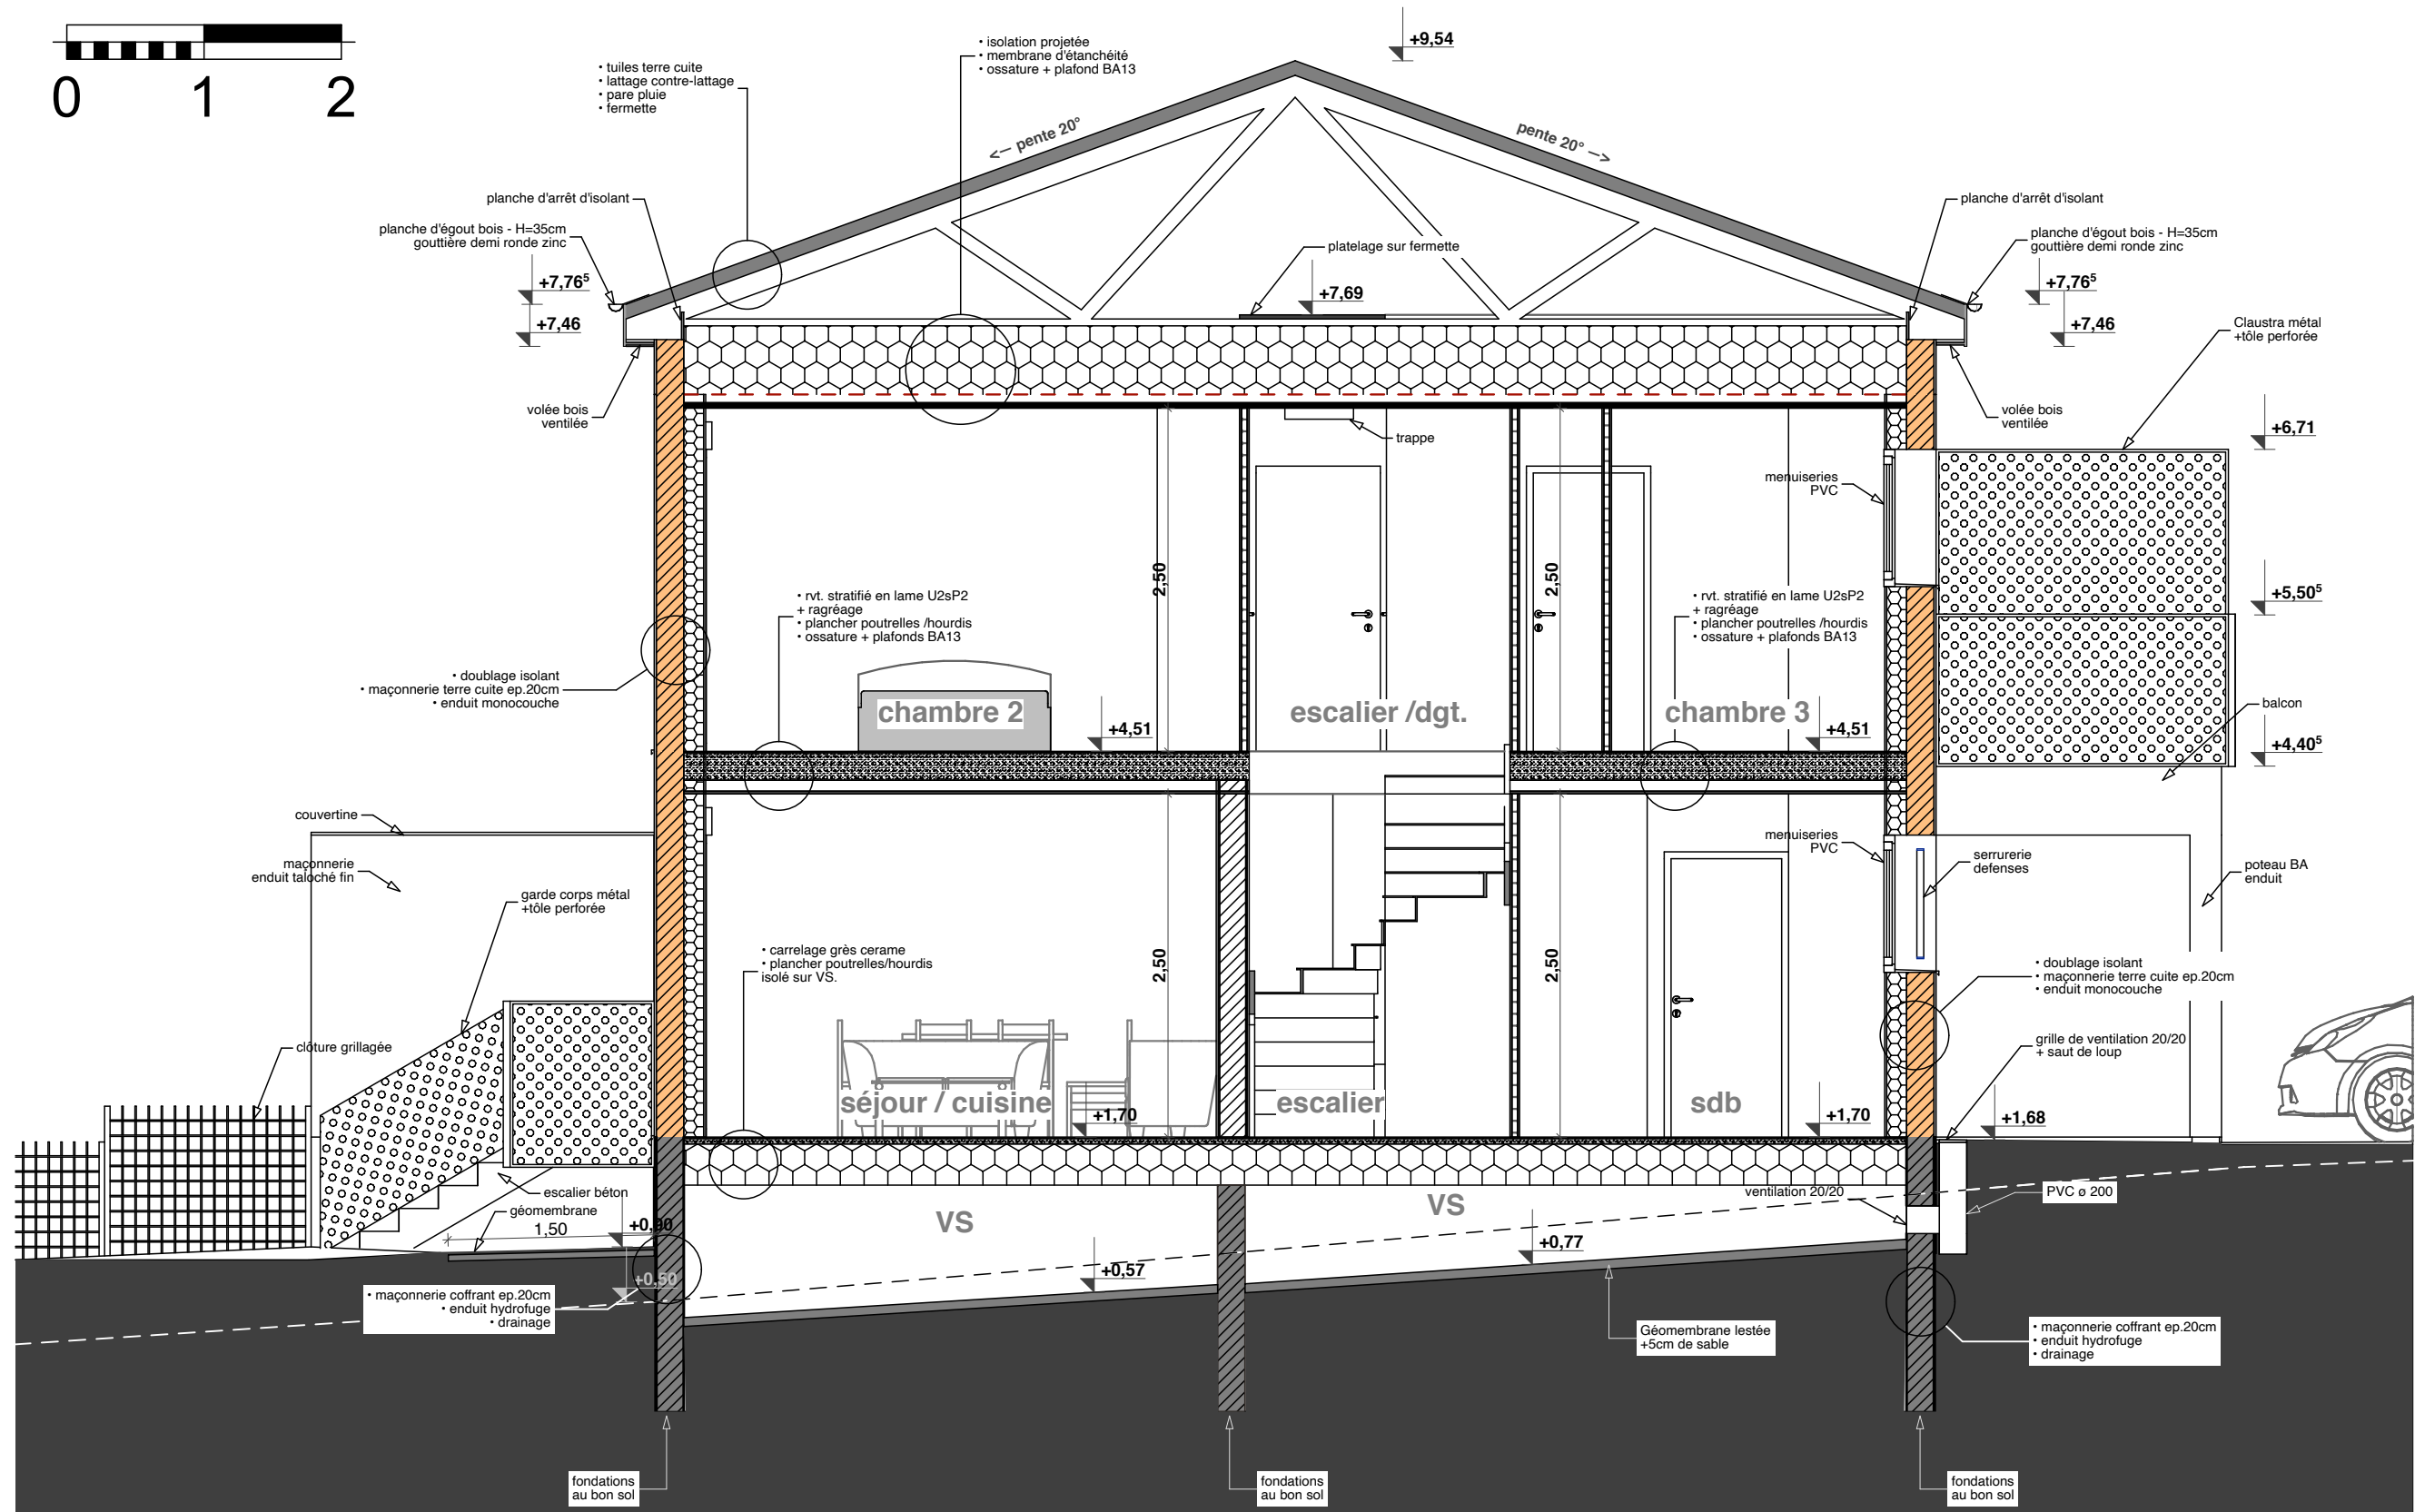 0 1 2
• tuiles terre cuite
• lattage contre-lattage
• pare pluie
• fermette
• isolation projetée
• membrane d'étanchéité
• ossature + plafond BA13
+9,54
<— pente 20°
pente 20° —>
planche d'arrêt d'isolant
planche d'arrêt d'isolant
planche d'égout bois - H=35cm
gouttière demi ronde zinc
planche d'égout bois - H=35cm
gouttière demi ronde zinc
platelage sur fermette
+7,76⁵
+7,69
+7,76⁵
+7,46
+7,46
Claustra métal
+tôle perforée
volée bois
ventilée
volée bois
ventilée
+6,71
trappe
menuiseries
PVC
2,50
2,50
• rvt. stratifié en lame U2sP2
+ ragréage
• plancher poutrelles /hourdis
• ossature + plafonds BA13
• rvt. stratifié en lame U2sP2
+ ragréage
• plancher poutrelles /hourdis
• ossature + plafonds BA13
+5,50⁵
• doublage isolant
• maçonnerie terre cuite ep.20cm
• enduit monocouche
chambre 2
escalier /dgt.
chambre 3
balcon
+4,51
+4,51
+4,40⁵
couvertine
maçonnerie
enduit taloché fin
menuiseries
PVC
serrurerie
defenses
poteau BA
enduit
garde corps métal
+tôle perforée
• carrelage grès cerame
• plancher poutrelles/hourdis
isolé sur VS.
2,50
2,50
• doublage isolant
• maçonnerie terre cuite ep.20cm
• enduit monocouche
clôture grillagée
grille de ventilation 20/20
+ saut de loup
séjour / cuisine
escalier
sdb
+1,70
+1,70
+1,68
escalier béton
géomembrane
1,50
+0,90
VS
VS
ventilation 20/20
PVC ø 200
+0,50
+0,57
+0,77
• maçonnerie coffrant ep.20cm
• enduit hydrofuge
• drainage
Géomembrane lestée
+5cm de sable
• maçonnerie coffrant ep.20cm
• enduit hydrofuge
• drainage
fondations
au bon sol
fondations
au bon sol
fondations
au bon sol